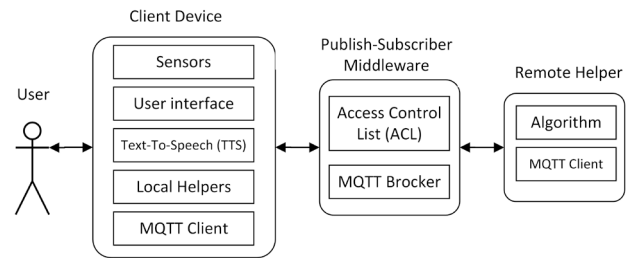 User
Client Device
Sensors
User interface
Text-To-Speech (TTS)
Local Helpers
MQTT Client
Publish-Subscriber
Middleware
Access Control
List (ACL)
MQTT Brocker
Remote Helper
Algorithm
MQTT Client